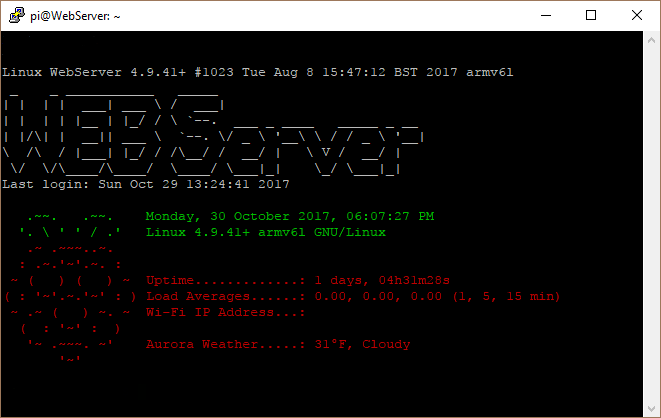 pi@WebServer: ~
Linux WebServer 4.9.41+ #1023 Tue Aug 8 15:47:12 BST 2017 armv6l
WEB Server
Last login: Sun Oct 29 13:24:41 2017
Monday, 30 October 2017, 06:07:27 PM
Linux 4.9.41+ armv6l GNU/Linux
Uptime.............: 1 days, 04h31m28s
Load Averages......: 0.00, 0.00, 0.00 (1, 5, 15 min)
Wi-Fi IP Address...:
Aurora Weather.....: 31°F, Cloudy